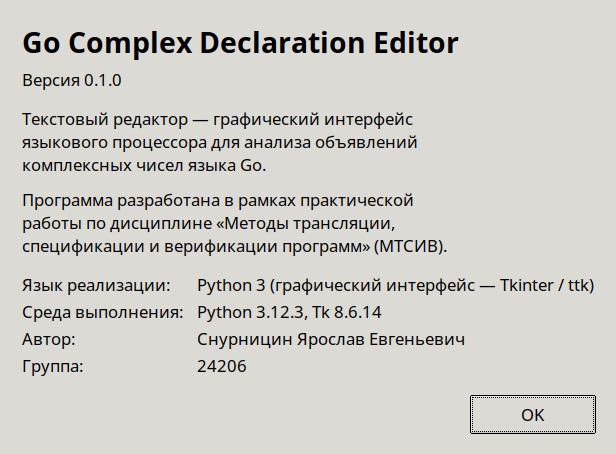 Go Complex Declaration Editor
Версия 0.1.0
Текстовый редактор — графический интерфейс
языкового процессора для анализа объявлений
комплексных чисел языка Go.
Программа разработана в рамках практической
работы по дисциплине «Методы трансляции,
спецификации и верификации программ» (МТСИВ).
Язык реализации: Python 3 (графический интерфейс — Tkinter / ttk)
Среда выполнения: Python 3.12.3, Tk 8.6.14
Автор: Снурницин Ярослав Евгеньевич
Группа: 24206
OK